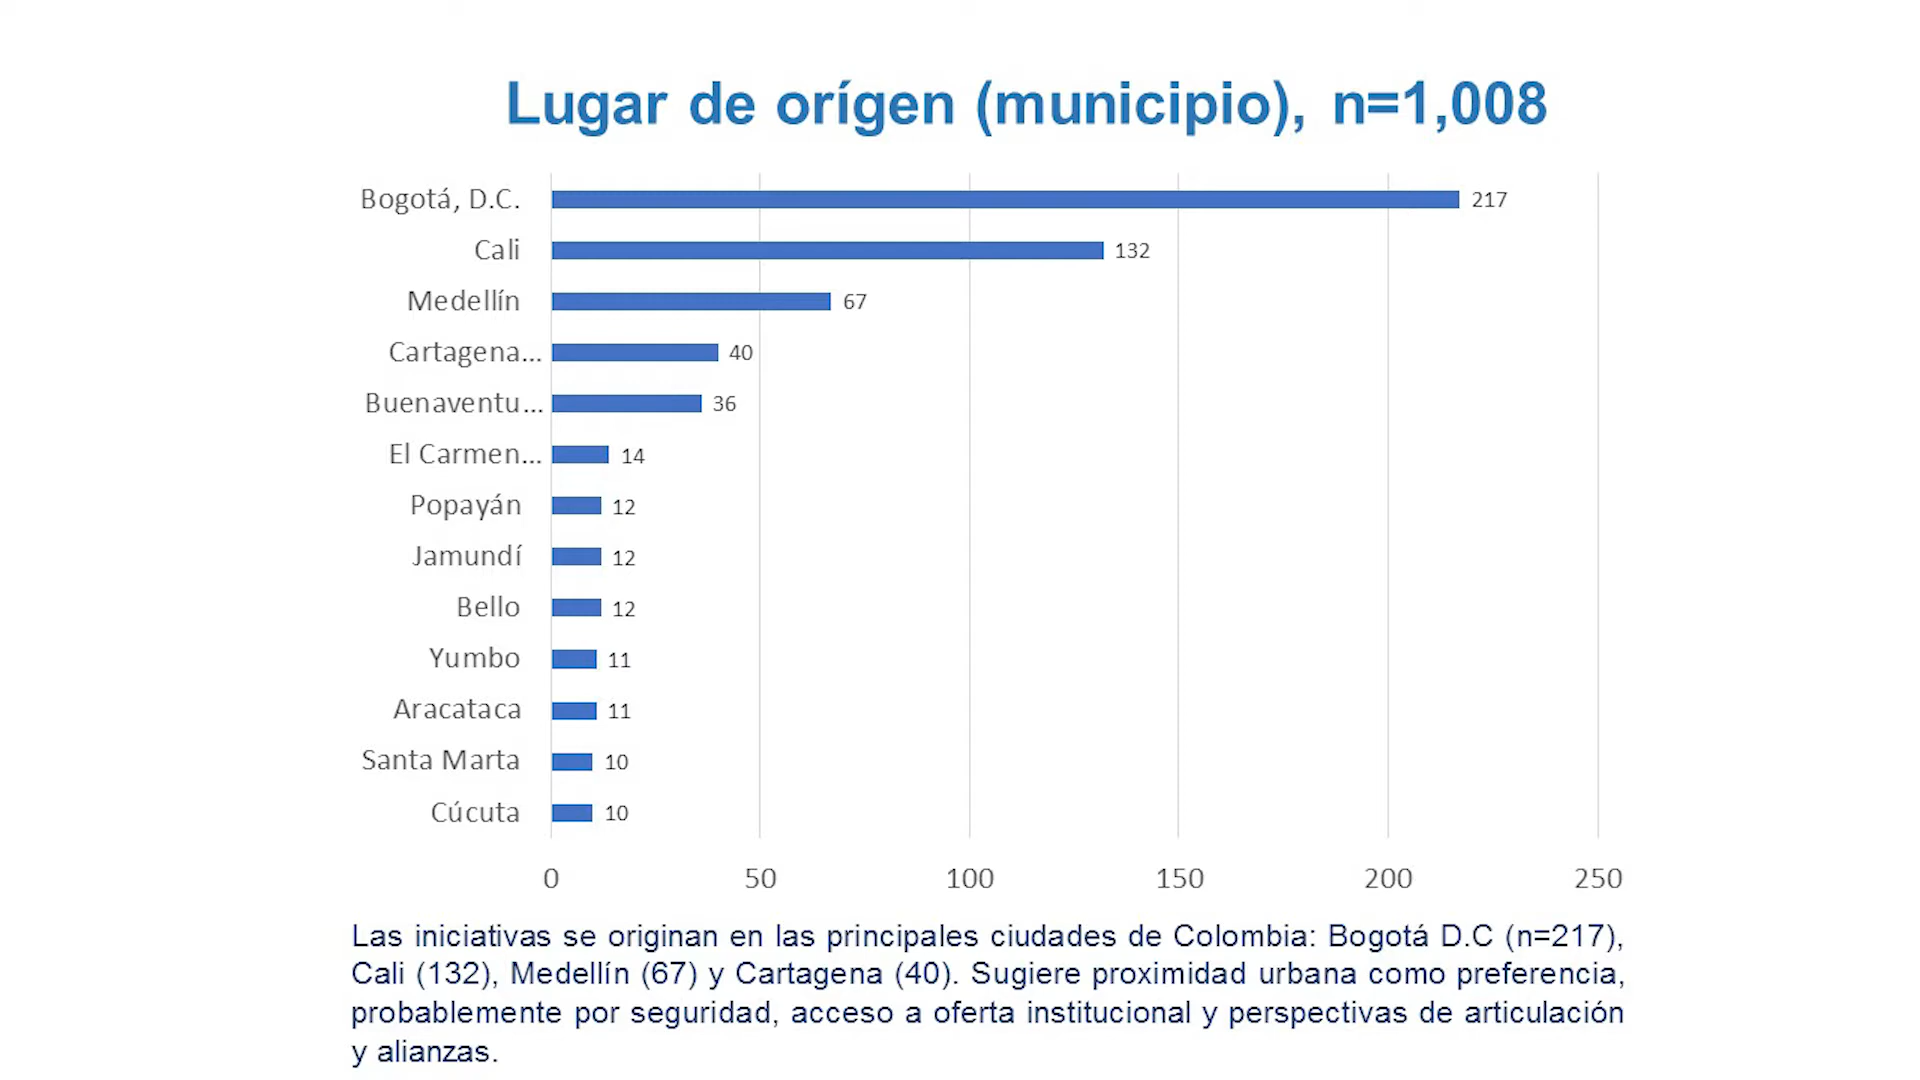 Lugar de orígen (municipio), n=1,008
Bogotá, D.C. 217
Cali 132
Medellín 67
Cartagena... 40
Buenaventu... 36
El Carmen... 14
Popayán 12
Jamundí 12
Bello 12
Yumbo 11
Aracataca 11
Santa Marta 10
Cúcuta 10
0 50 100 150 200 250
Las iniciativas se originan en las principales ciudades de Colombia: Bogotá D.C (n=217),
Cali (132), Medellín (67) y Cartagena (40). Sugiere proximidad urbana como preferencia,
probablemente por seguridad, acceso a oferta institucional y perspectivas de articulación
y alianzas.